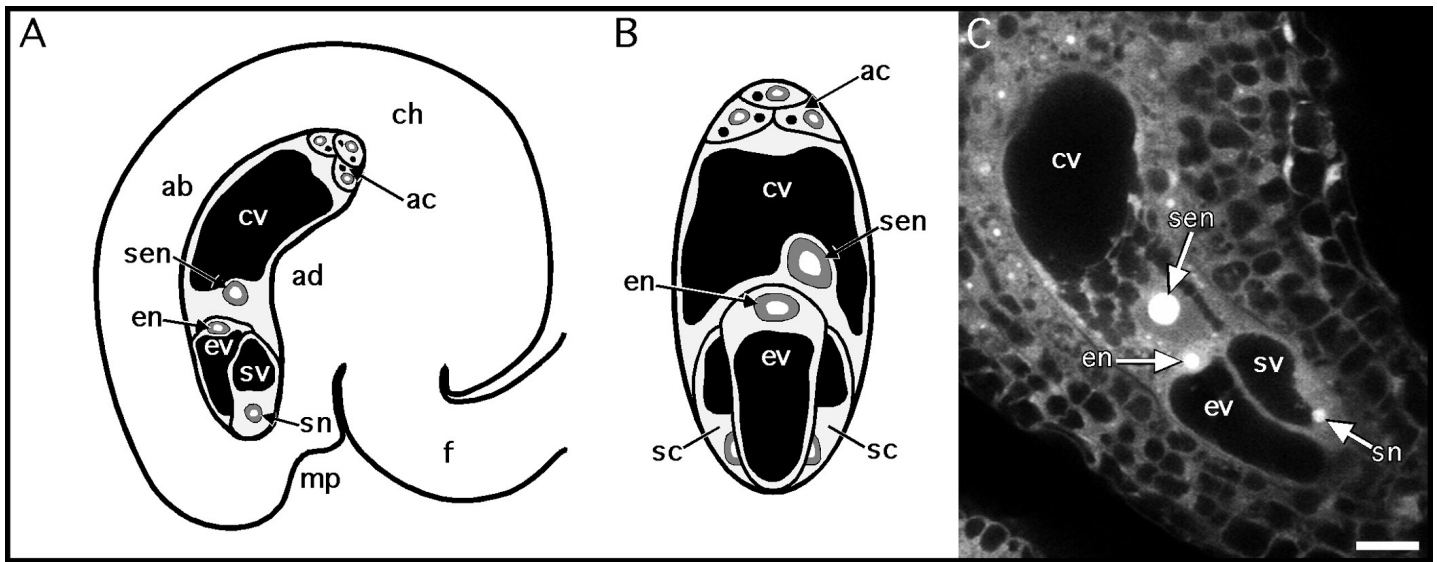 A
ch
ab
ac
cv
sen
ad
en
ev
sv
sn
mp
f
B
ac
cv
sen
en
ev
sc
sc
C
cv
sen
en
sv
ev
sn